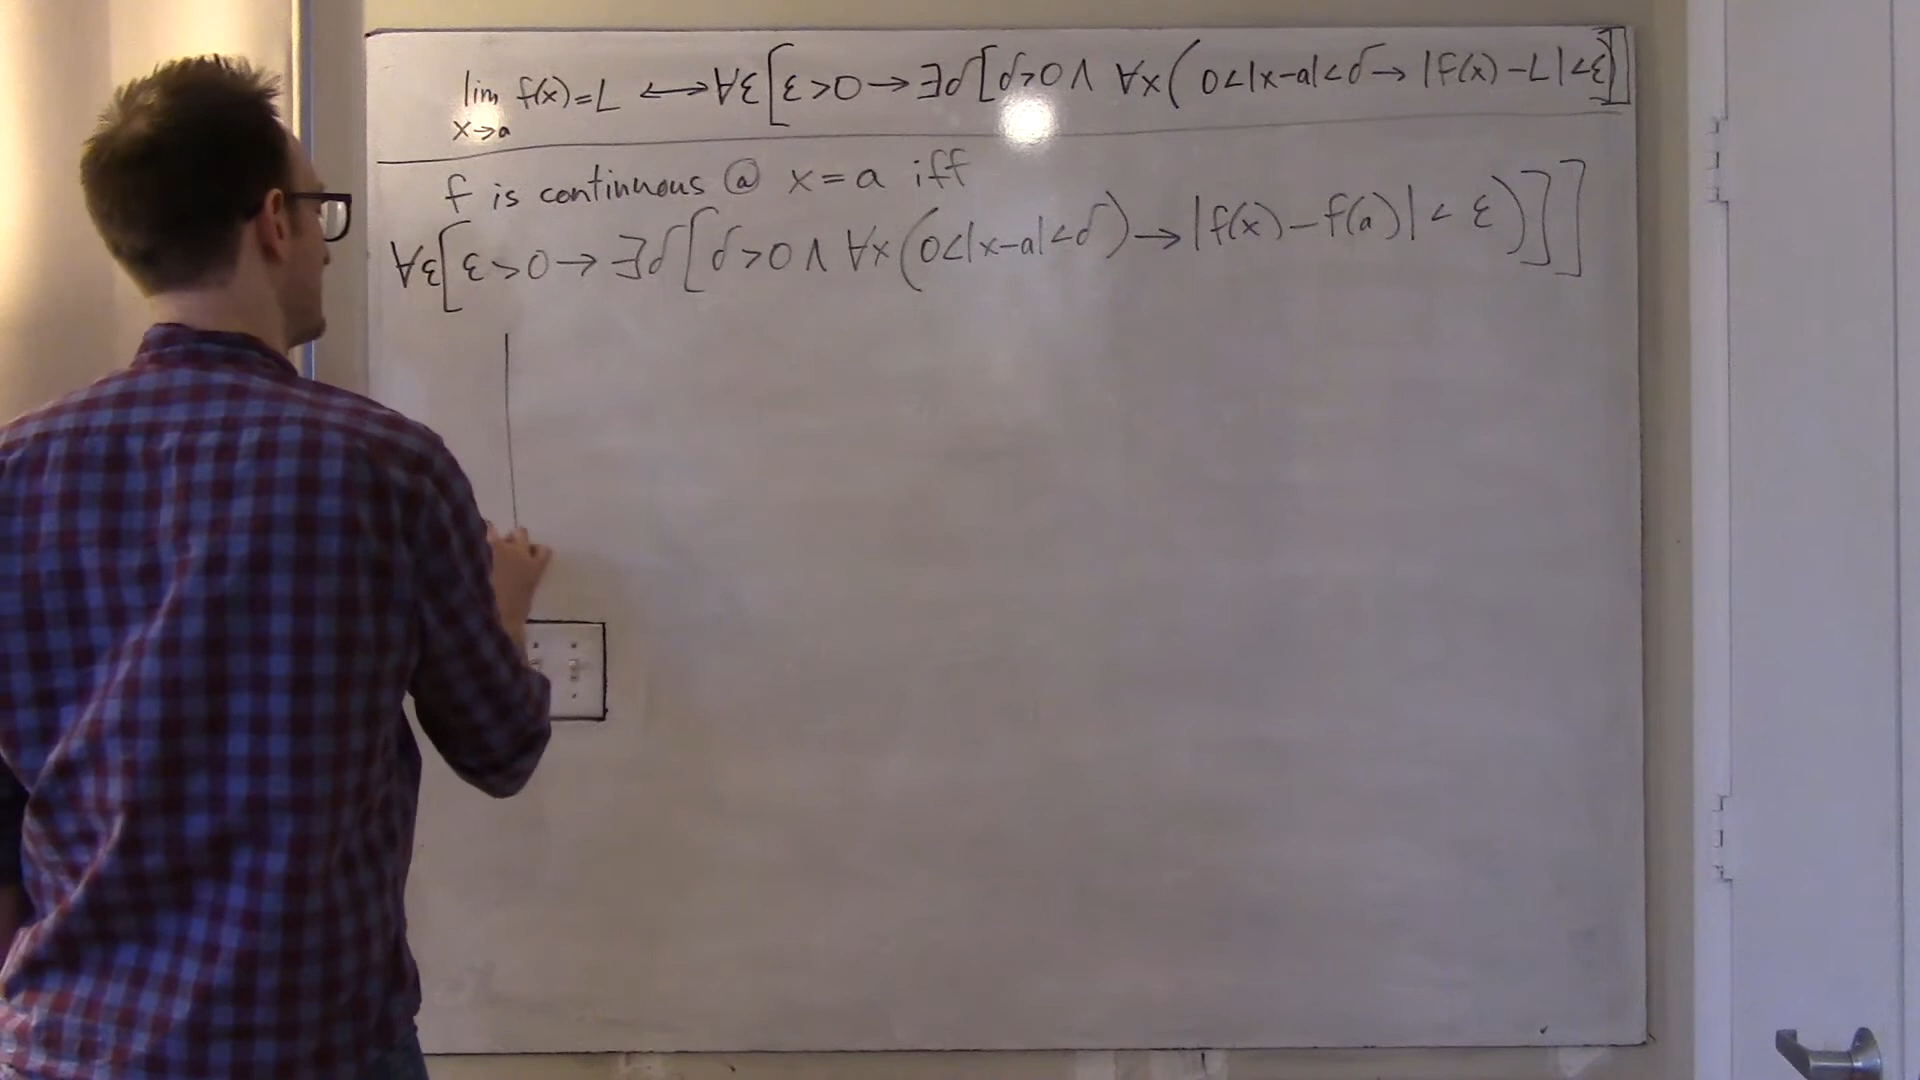 lim f(x)=L ⟷ ∀ε[ε>0→∃δ[δ>0∧ ∀x(0<|x-a|<δ→ |f(x)-L|<ε)]]
x→a
f is continuous @ x=a iff
∀ε[ε>0→∃δ[δ>0∧ ∀x(0<|x-a|<δ)→|f(x)-f(a)|<ε)]]